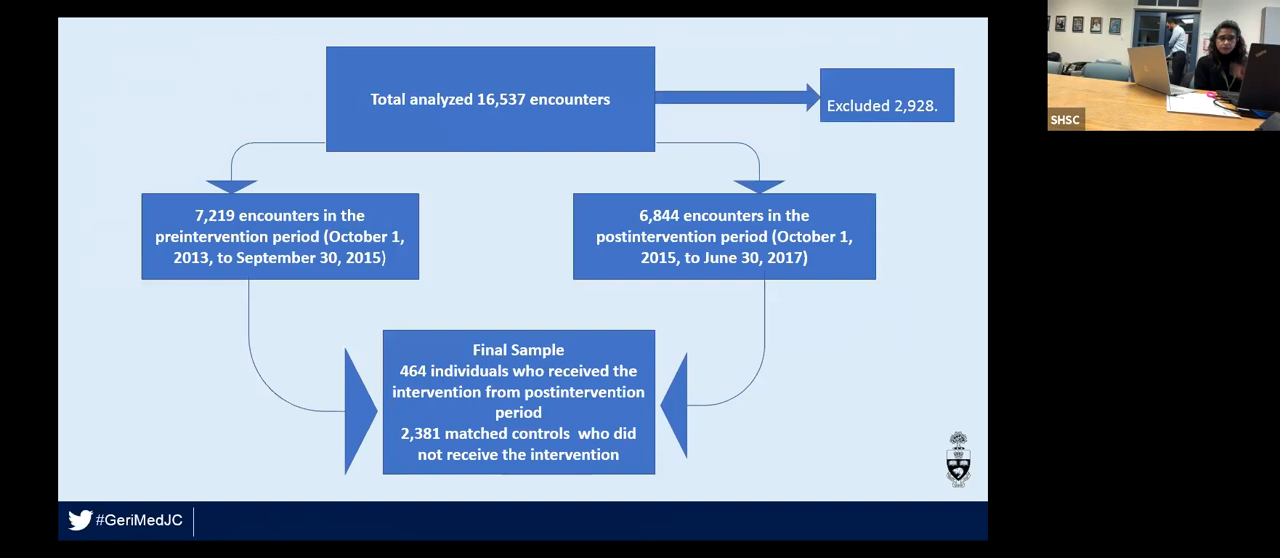 Total analyzed 16,537 encounters
Excluded 2,928.
7,219 encounters in the
preintervention period (October 1,
2013, to September 30, 2015)
6,844 encounters in the
postintervention period (October 1,
2015, to June 30, 2017)
Final Sample
464 individuals who received the
intervention from postintervention
period
2,381 matched controls who did
not receive the intervention
#GeriMedJC
SHSC